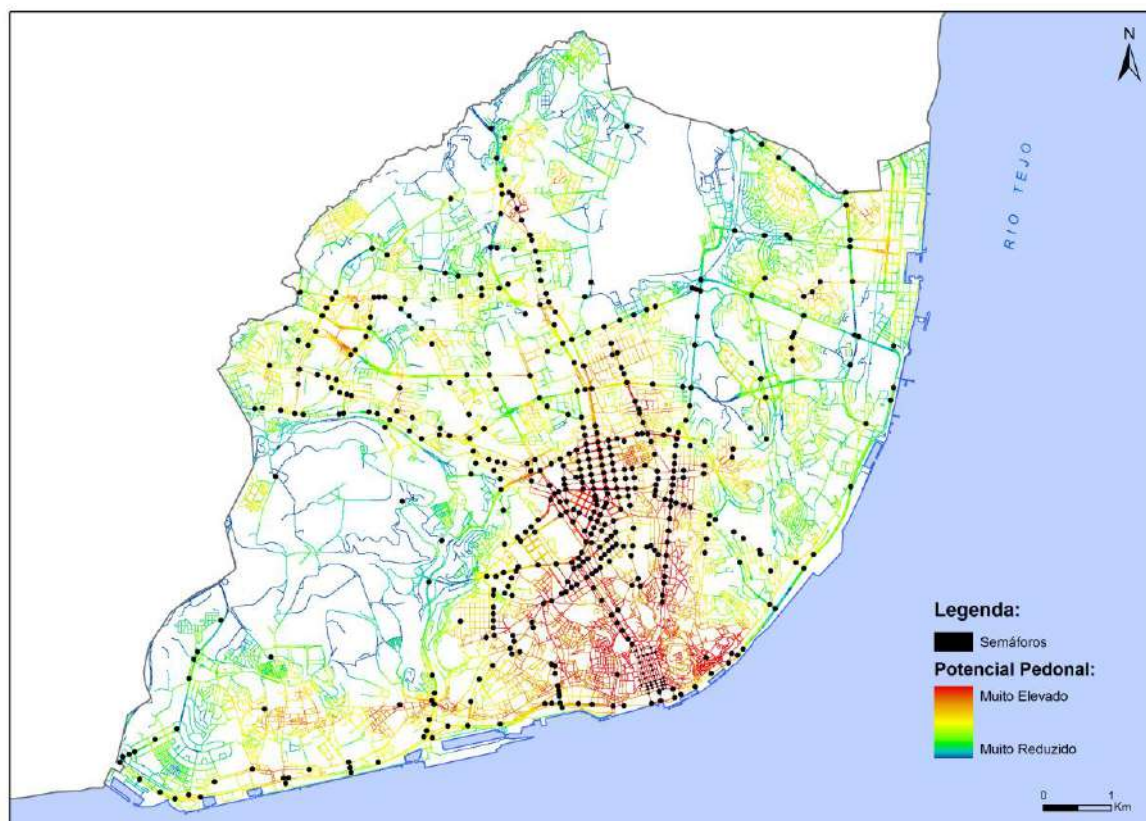 N
RIO TEJO
Legenda:
Semáforos
Potencial Pedonal:
Muito Elevado
Muito Reduzido
0 1
Km